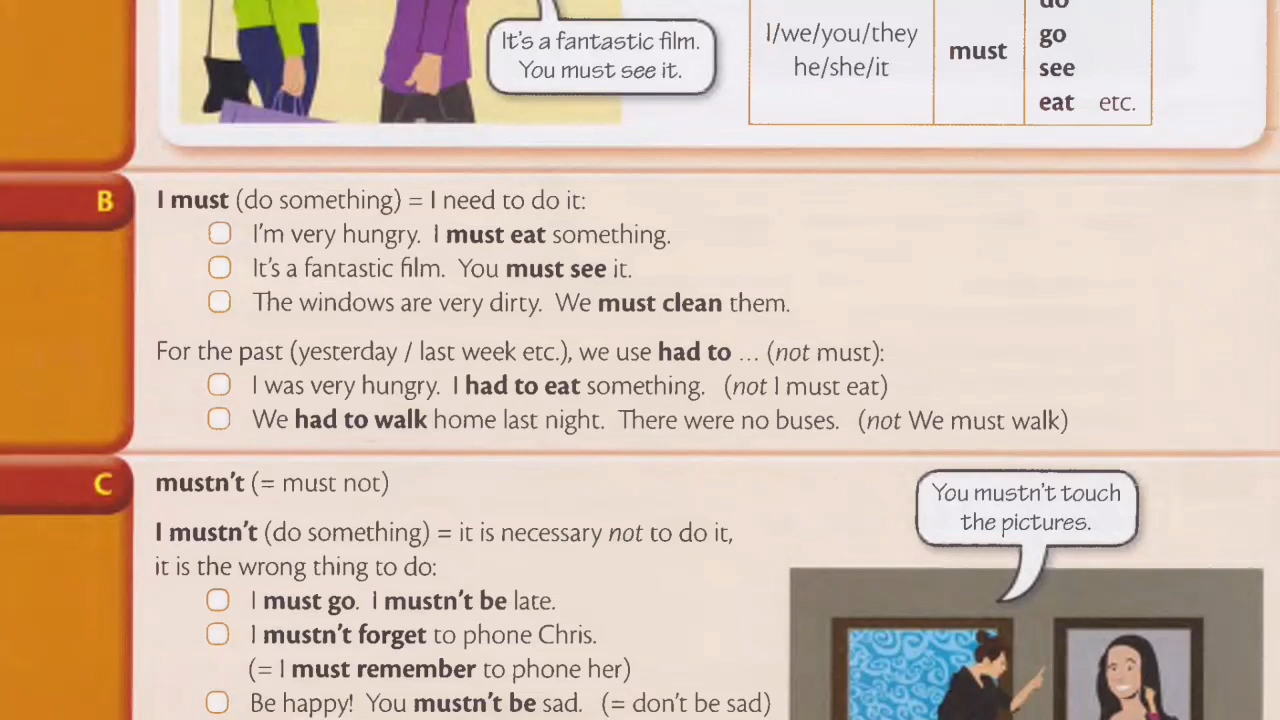 It's a fantastic film.
You must see it.
I/we/you/they
he/she/it
must
do
go
see
eat etc.
B
I must (do something) = I need to do it:
I'm very hungry. I must eat something.
It's a fantastic film. You must see it.
The windows are very dirty. We must clean them.
For the past (yesterday / last week etc.), we use had to ... (not must):
I was very hungry. I had to eat something. (not I must eat)
We had to walk home last night. There were no buses. (not We must walk)
C
mustn't (= must not)
I mustn't (do something) = it is necessary not to do it,
it is the wrong thing to do:
I must go. I mustn't be late.
I mustn't forget to phone Chris.
(= I must remember to phone her)
Be happy! You mustn't be sad. (= don't be sad)
You mustn't touch
the pictures.